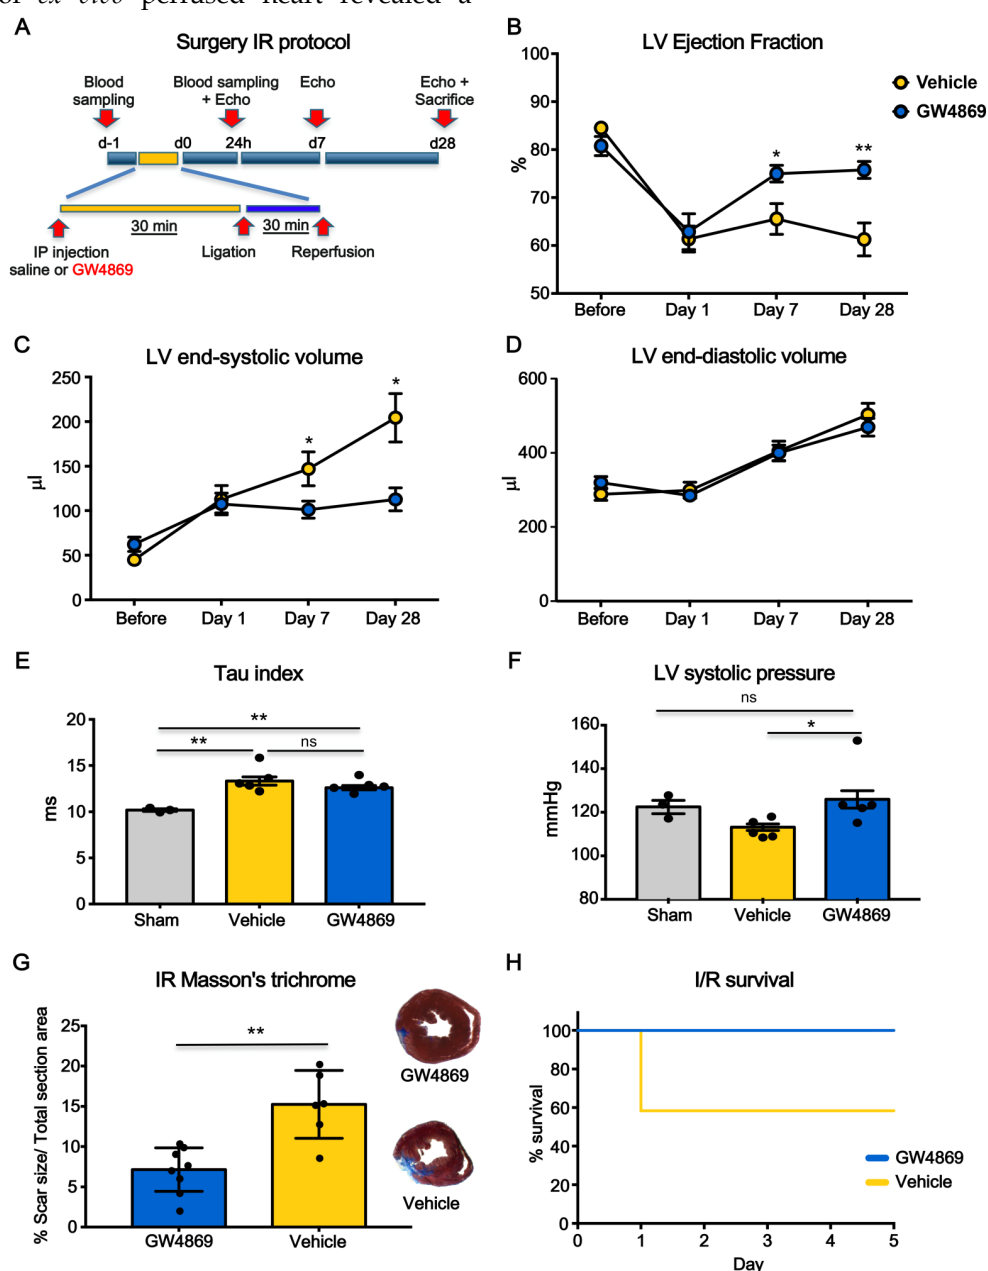 of ex vivo perfused heart revealed a
A
Surgery IR protocol
Blood
sampling
Blood sampling
+ Echo
Echo
Echo +
Sacrifice
d-1
d0
24h
d7
d28
30 min
30 min
IP injection
saline or GW4869
Ligation
Reperfusion
B
LV Ejection Fraction
Vehicle
GW4869
%
100
90
80
70
60
50
*
**
Before
Day 1
Day 7
Day 28
C
LV end-systolic volume
µl
250
200
150
100
50
0
*
*
Before
Day 1
Day 7
Day 28
D
LV end-diastolic volume
µl
600
400
200
0
Before
Day 1
Day 7
Day 28
E
Tau index
ms
20
15
10
5
0
**
**
ns
Sham
Vehicle
GW4869
F
LV systolic pressure
mmHg
160
140
120
100
80
ns
*
Sham
Vehicle
GW4869
G
IR Masson's trichrome
% Scar size/ Total section area
25
20
15
10
5
0
**
GW4869
Vehicle
GW4869
Vehicle
H
I/R survival
% survival
100
80
60
40
20
0
GW4869
Vehicle
0
1
2
3
4
5
Day